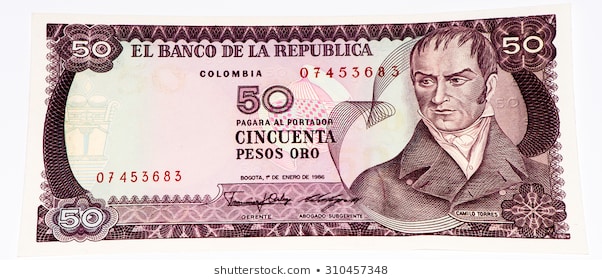 50 EL BANCO DE LA REPUBLICA 50
COLOMBIA 07453683
50
PAGARA AL PORTADOR
CINCUENTA
PESOS ORO
07453683
BOGOTA, 1º DE ENERO DE 1986
50
GERENTE ABOGADO SUBGERENTE
CAMILO TORRES
50
shutterstock.com • 310457348